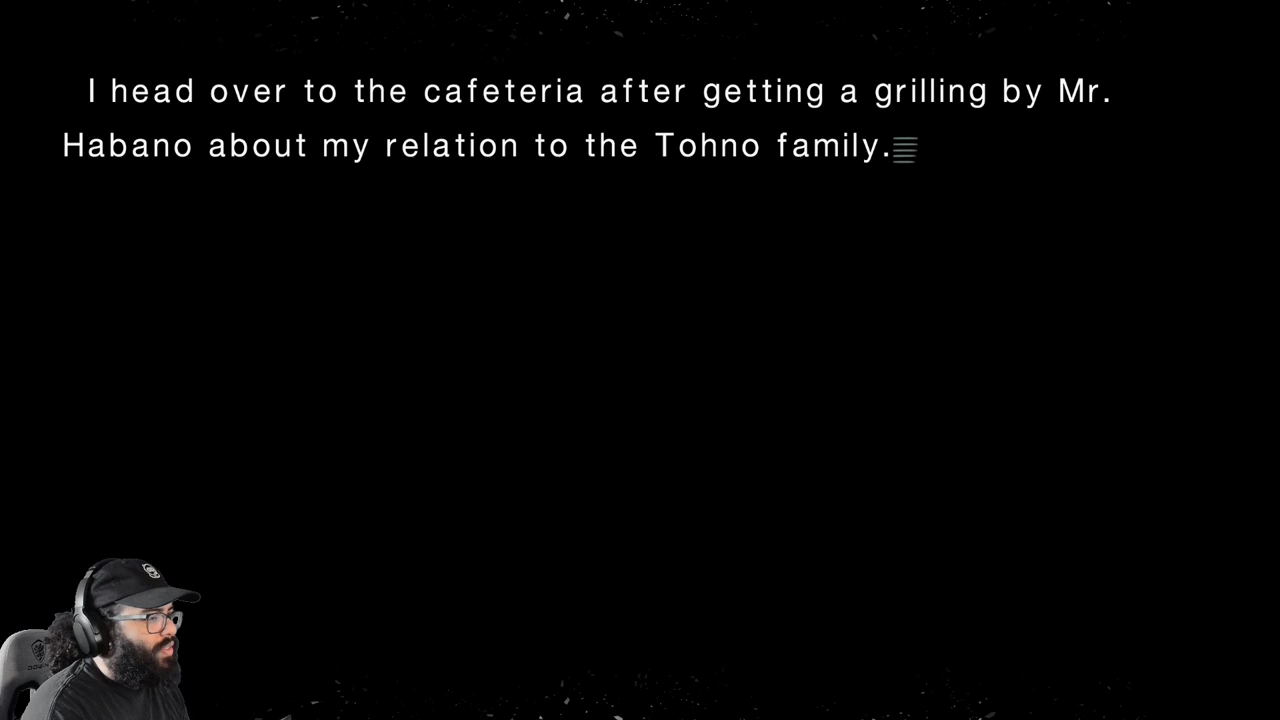 I head over to the cafeteria after getting a grilling by Mr.
Habano about my relation to the Tohno family.